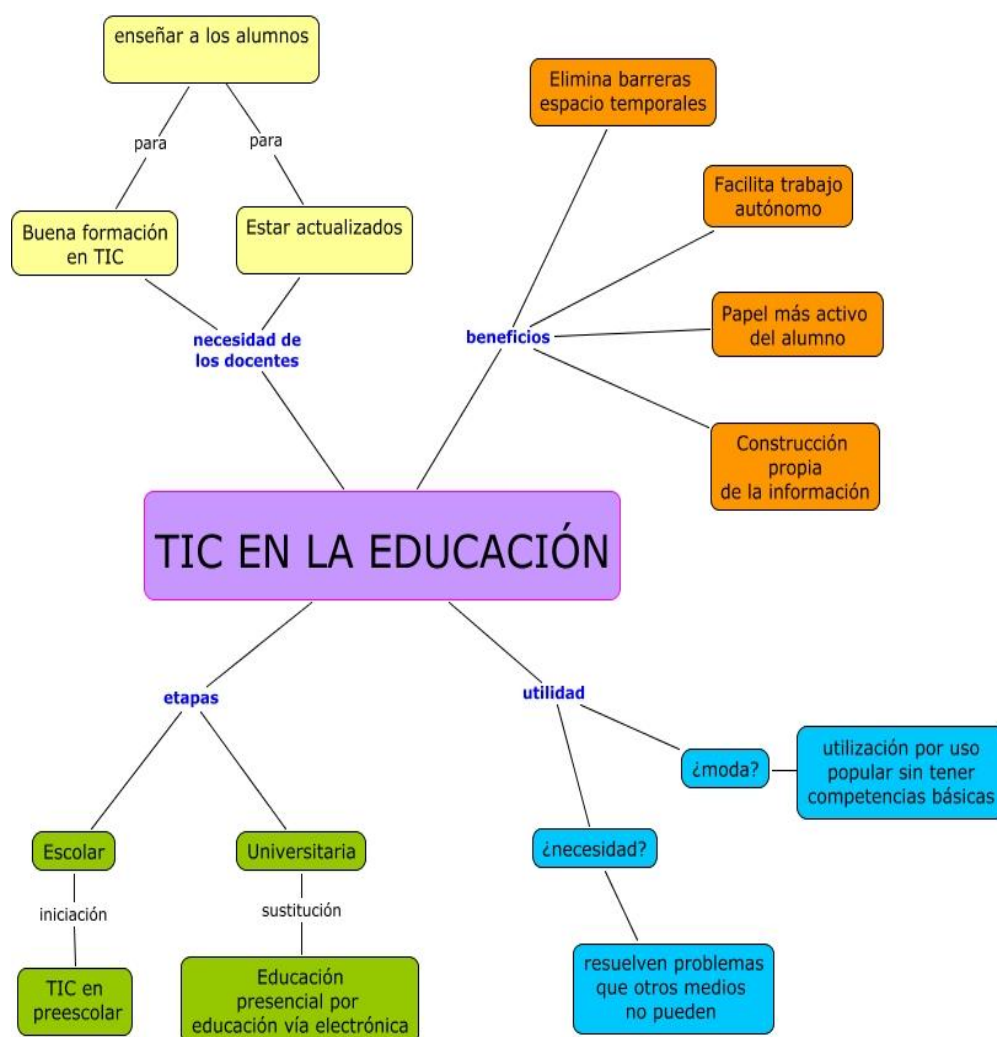 enseñar a los alumnos
para
para
Buena formación
en TIC
Estar actualizados
necesidad de
los docentes
Elimina barreras
espacio temporales
Facilita trabajo
autónomo
beneficios
Papel más activo
del alumno
Construcción
propia
de la información
TIC EN LA EDUCACIÓN
etapas
Escolar
iniciación
TIC en
preescolar
Universitaria
sustitución
Educación
presencial por
educación vía electrónica
utilidad
¿moda?
utilización por uso
popular sin tener
competencias básicas
¿necesidad?
resuelven problemas
que otros medios
no pueden